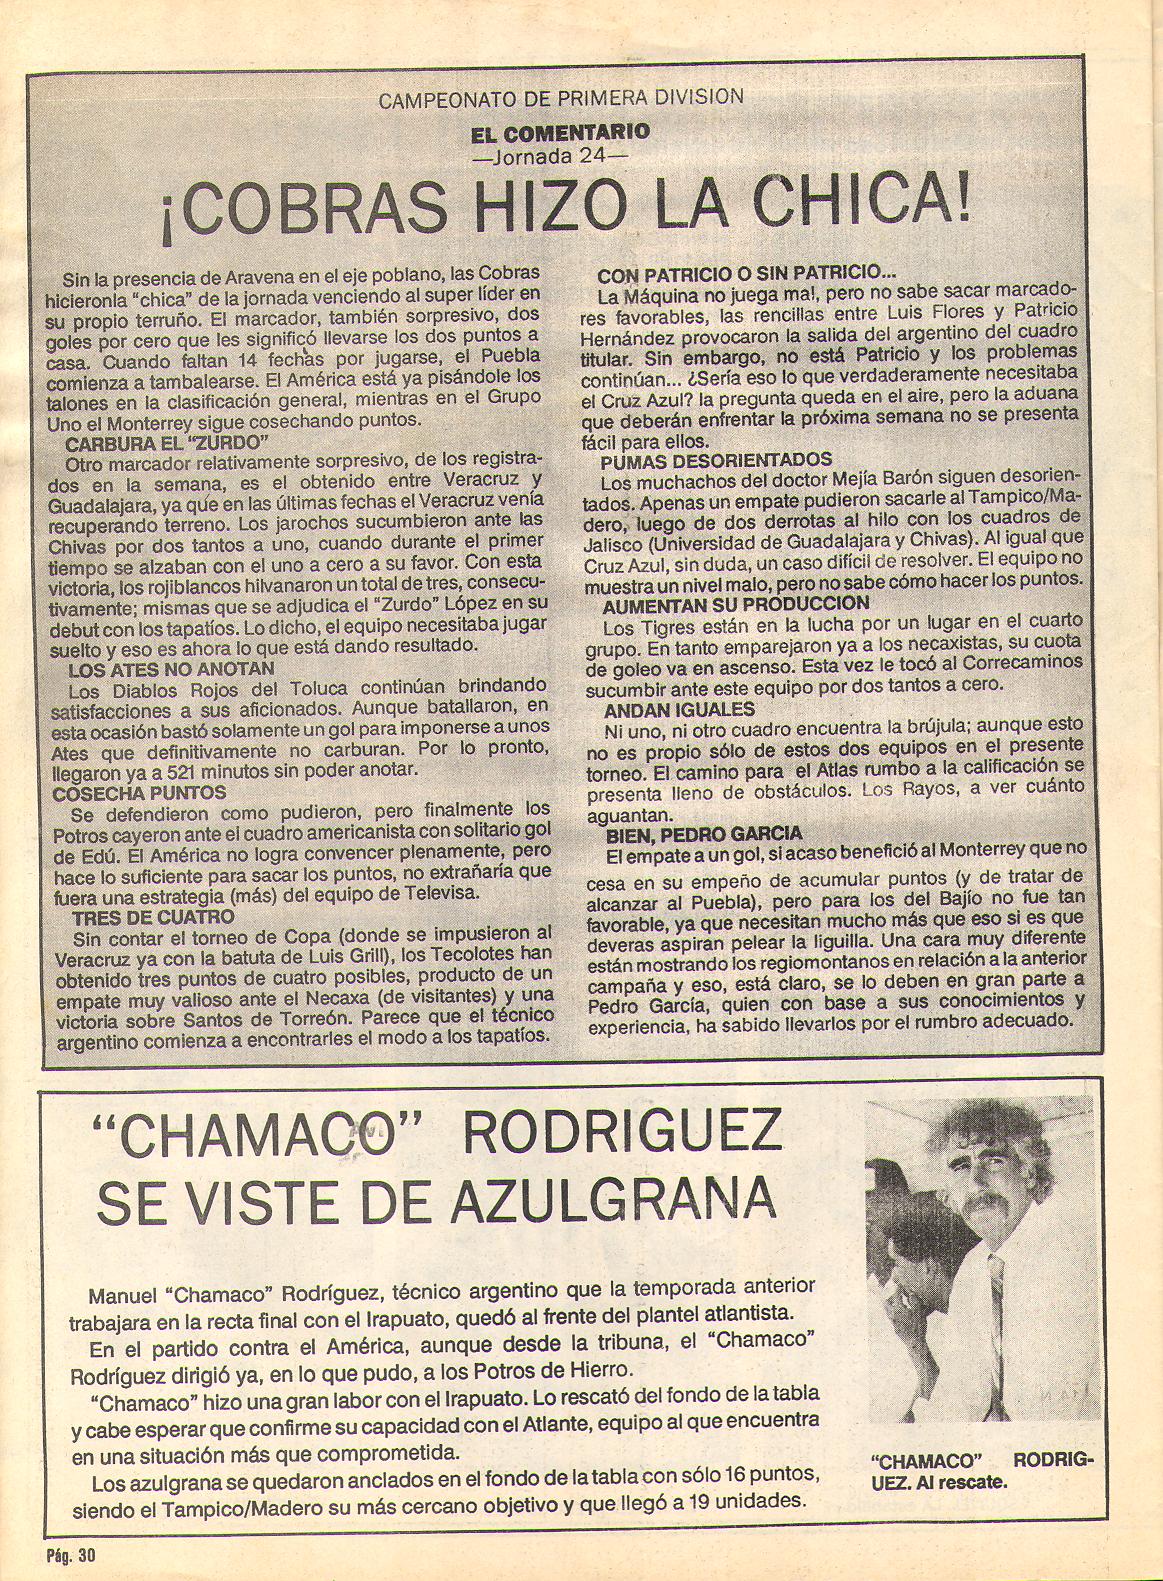 CAMPEONATO DE PRIMERA DIVISION
EL COMENTARIO
—Jornada 24—
¡COBRAS HIZO LA CHICA!
Sin la presencia de Aravena en el eje poblano, las Cobras
hicieronla “chica” de la jornada venciendo al super líder en
su propio terruño. El marcador, también sorpresivo, dos
goles por cero que les significó llevarse los dos puntos a
casa. Cuando faltan 14 fechas por jugarse, el Puebla
comienza a tambalearse. El América está ya pisándole los
talones en la clasificación general, mientras en el Grupo
Uno el Monterrey sigue cosechando puntos.
CARBURA EL “ZURDO”
Otro marcador relativamente sorpresivo, de los registra-
dos en la semana, es el obtenido entre Veracruz y
Guadalajara, ya que en las últimas fechas el Veracruz venía
recuperando terreno. Los jarochos sucumbieron ante las
Chivas por dos tantos a uno, cuando durante el primer
tiempo se alzaban con el uno a cero a su favor. Con esta
victoria, los rojiblancos hilvanaron un total de tres, consecu-
tivamente; mismas que se adjudica el “Zurdo” López en su
debut con los tapatíos. Lo dicho, el equipo necesitaba jugar
suelto y eso es ahora lo que está dando resultado.
LOS ATES NO ANOTAN
Los Diablos Rojos del Toluca continúan brindando
satisfacciones a sus aficionados. Aunque batallaron, en
esta ocasión bastó solamente un gol para imponerse a unos
Ates que definitivamente no carburan. Por lo pronto,
llegaron ya a 521 minutos sin poder anotar.
COSECHA PUNTOS
Se defendieron como pudieron, pero finalmente los
Potros cayeron ante el cuadro americanista con solitario gol
de Edú. El América no logra convencer plenamente, pero
hace lo suficiente para sacar los puntos, no extrañaría que
fuera una estrategia (más) del equipo de Televisa.
TRES DE CUATRO
Sin contar el torneo de Copa (donde se impusieron al
Veracruz ya con la batuta de Luis Grill), los Tecolotes han
obtenido tres puntos de cuatro posibles, producto de un
empate muy valioso ante el Necaxa (de visitantes) y una
victoria sobre Santos de Torreón. Parece que el técnico
argentino comienza a encontrarles el modo a los tapatíos.
CON PATRICIO O SIN PATRICIO...
La Máquina no juega mal, pero no sabe sacar marcado-
res favorables, las rencillas entre Luis Flores y Patricio
Hernández provocaron la salida del argentino del cuadro
titular. Sin embargo, no está Patricio y los problemas
continúan... ¿Sería eso lo que verdaderamente necesitaba
el Cruz Azul? la pregunta queda en el aire, pero la aduana
que deberán enfrentar la próxima semana no se presenta
fácil para ellos.
PUMAS DESORIENTADOS
Los muchachos del doctor Mejía Barón siguen desorien-
tados. Apenas un empate pudieron sacarle al Tampico/Ma-
dero, luego de dos derrotas al hilo con los cuadros de
Jalisco (Universidad de Guadalajara y Chivas). Al igual que
Cruz Azul, sin duda, un caso difícil de resolver. El equipo no
muestra un nivel malo, pero no sabe cómo hacer los puntos.
AUMENTAN SU PRODUCCION
Los Tigres están en la lucha por un lugar en el cuarto
grupo. En tanto emparejaron ya a los necaxistas, su cuota
de goleo va en ascenso. Esta vez le tocó al Correcaminos
sucumbir ante este equipo por dos tantos a cero.
ANDAN IGUALES
Ni uno, ni otro cuadro encuentra la brújula; aunque esto
no es propio sólo de estos dos equipos en el presente
torneo. El camino para el Atlas rumbo a la calificación se
presenta lleno de obstáculos. Los Rayos, a ver cuánto
aguantan.
BIEN, PEDRO GARCIA
El empate a un gol, si acaso benefició al Monterrey que no
cesa en su empeño de acumular puntos (y de tratar de
alcanzar al Puebla), pero para los del Bajío no fue tan
favorable, ya que necesitan mucho más que eso si es que
deveras aspiran pelear la liguilla. Una cara muy diferente
están mostrando los regiomontanos en relación a la anterior
campaña y eso, está claro, se lo deben en gran parte a
Pedro García, quien con base a sus conocimientos y
experiencia, ha sabido llevarlos por el rumbro adecuado.
“CHAMACO” RODRIGUEZ
SE VISTE DE AZULGRANA
Manuel “Chamaco” Rodríguez, técnico argentino que la temporada anterior
trabajara en la recta final con el Irapuato, quedó al frente del plantel atlantista.
En el partido contra el América, aunque desde la tribuna, el “Chamaco”
Rodríguez dirigió ya, en lo que pudo, a los Potros de Hierro.
“Chamaco” hizo una gran labor con el Irapuato. Lo rescató del fondo de la tabla
y cabe esperar que confirme su capacidad con el Atlante, equipo al que encuentra
en una situación más que comprometida.
Los azulgrana se quedaron anclados en el fondo de la tabla con sólo 16 puntos,
siendo el Tampico/Madero su más cercano objetivo y que llegó a 19 unidades.
“CHAMACO” RODRIG-
UEZ. Al rescate.
Pág. 30